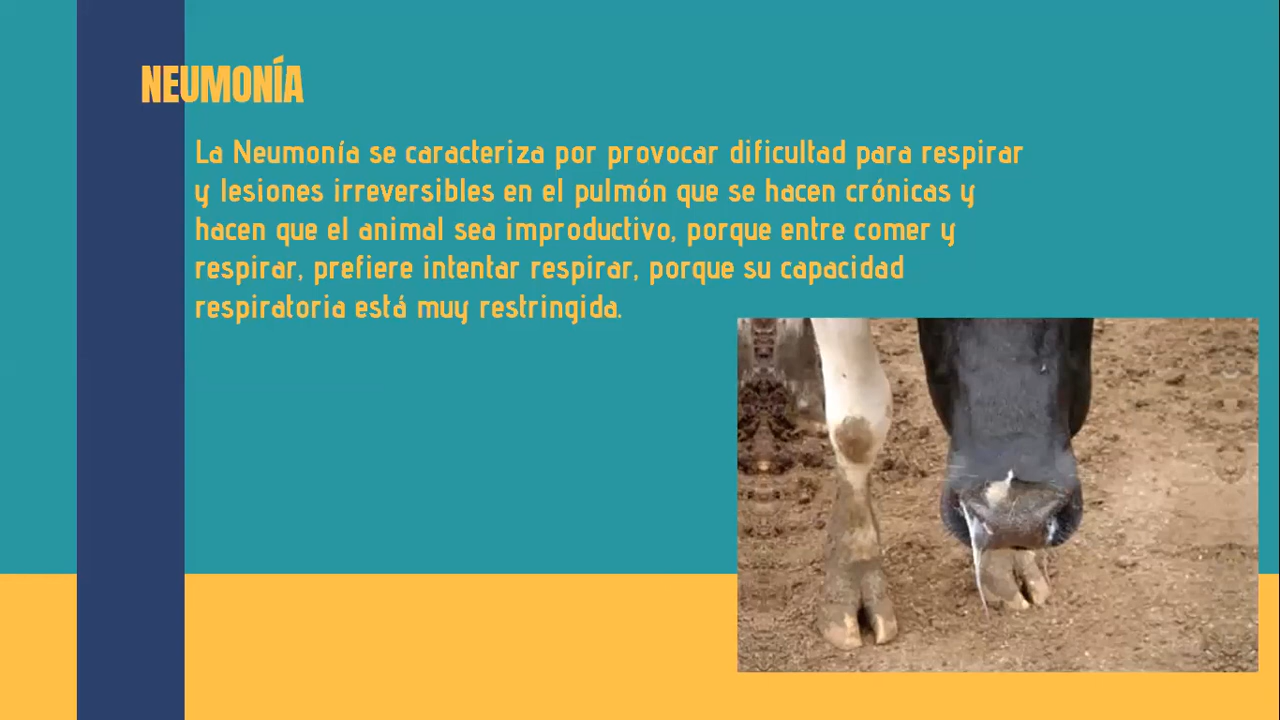 NEUMONÍA
La Neumonía se caracteriza por provocar dificultad para respirar
y lesiones irreversibles en el pulmón que se hacen crónicas y
hacen que el animal sea improductivo, porque entre comer y
respirar, prefiere intentar respirar, porque su capacidad
respiratoria está muy restringida.